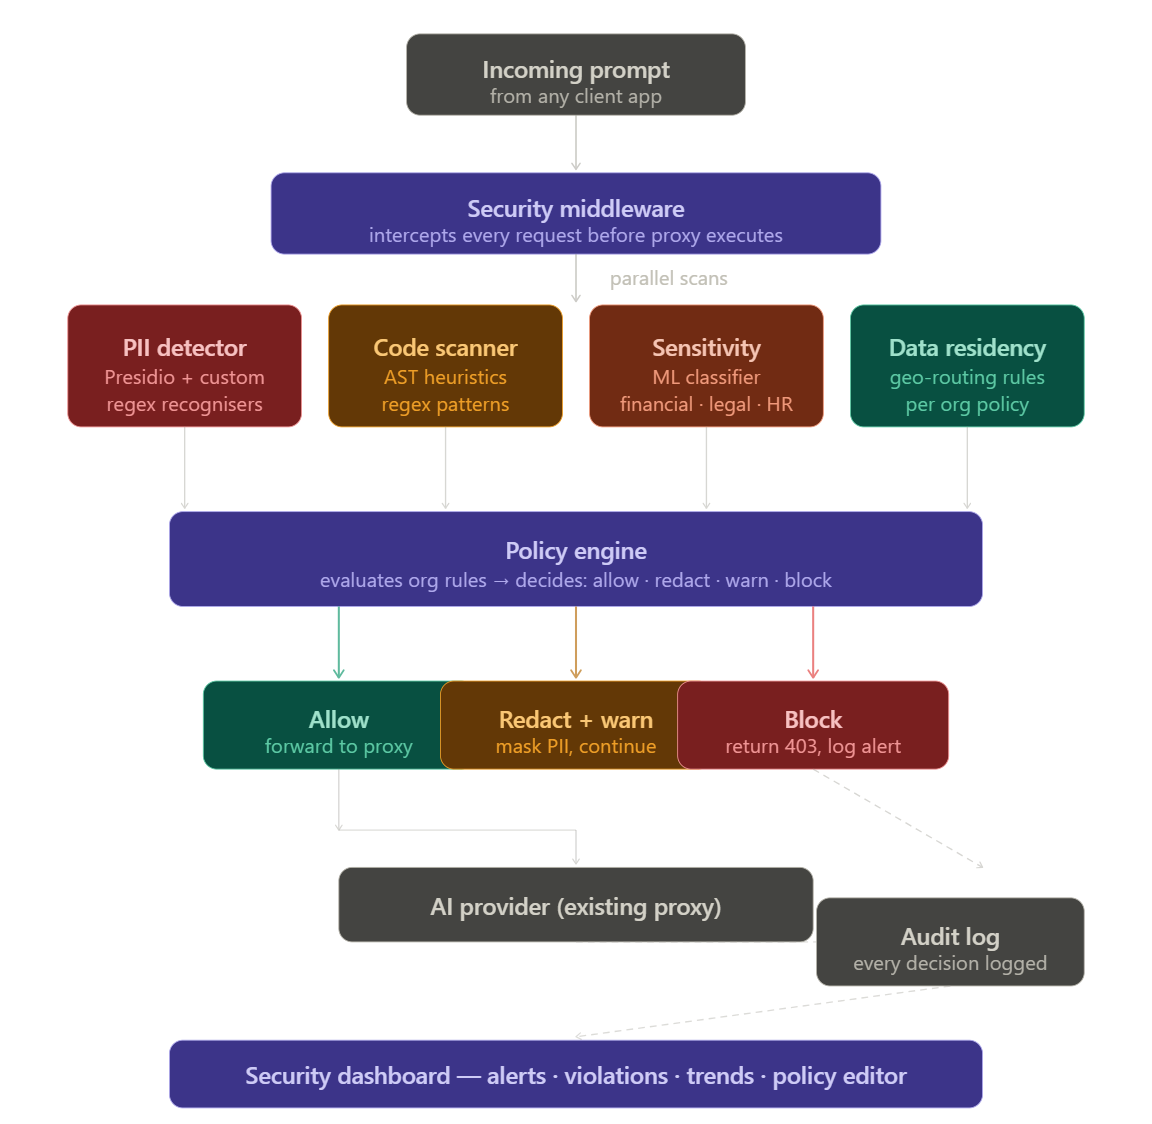 Incoming prompt
from any client app
Security middleware
intercepts every request before proxy executes
parallel scans
PII detector
Presidio + custom
regex recognisers
Code scanner
AST heuristics
regex patterns
Sensitivity
ML classifier
financial · legal · HR
Data residency
geo-routing rules
per org policy
Policy engine
evaluates org rules → decides: allow · redact · warn · block
Allow
forward to proxy
Redact + warn
mask PII, continue
Block
return 403, log alert
AI provider (existing proxy)
Audit log
every decision logged
Security dashboard — alerts · violations · trends · policy editor